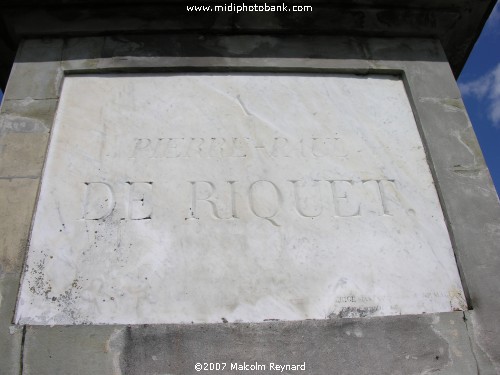 www.midiphotobank.com
A
PIERRE-PAUL
DE RIQUET.
©2007 Malcolm Reynard